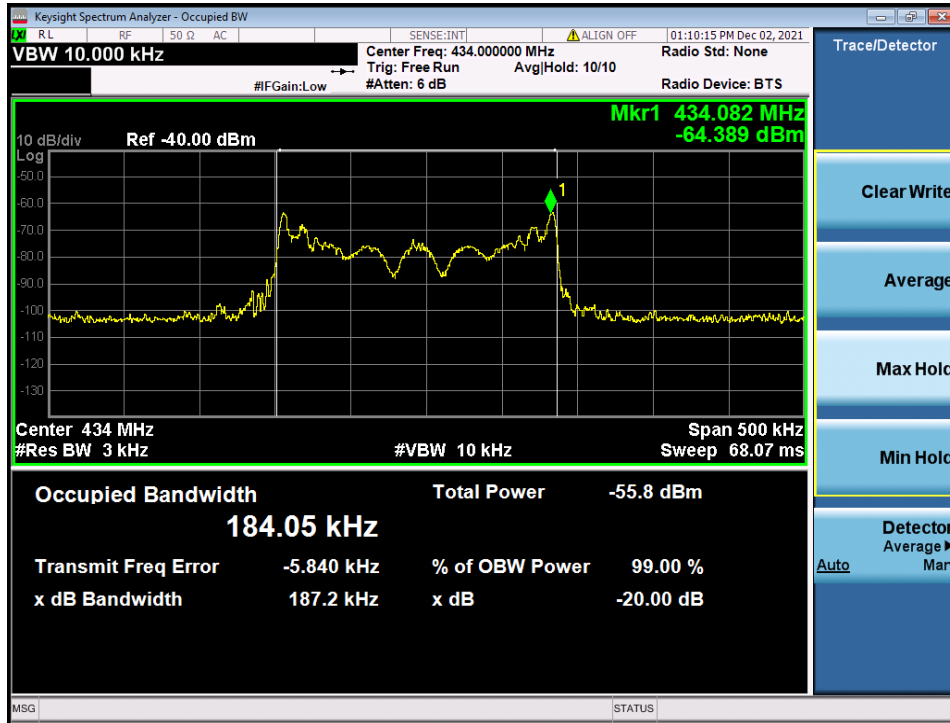 Keysight Spectrum Analyzer - Occupied BW
LXI RL RF 50 Ω AC SENSE:INT ALIGN OFF 01:10:15 PM Dec 02, 2021
VBW 10.000 kHz
Center Freq: 434.000000 MHz Radio Std: None
Trig: Free Run Avg|Hold: 10/10
#IFGain:Low #Atten: 6 dB Radio Device: BTS
Trace/Detector
Mkr1 434.082 MHz
-64.389 dBm
10 dB/div Ref -40.00 dBm
Log
-50.0
-60.0
-70.0
-80.0
-90.0
-100
-110
-120
-130
1
Center 434 MHz Span 500 kHz
#Res BW 3 kHz #VBW 10 kHz Sweep 68.07 ms
Occupied Bandwidth Total Power -55.8 dBm
184.05 kHz
Transmit Freq Error -5.840 kHz % of OBW Power 99.00 %
x dB Bandwidth 187.2 kHz x dB -20.00 dB
Clear Write
Average
Max Hold
Min Hold
Detector
Average
Auto Man
MSG STATUS